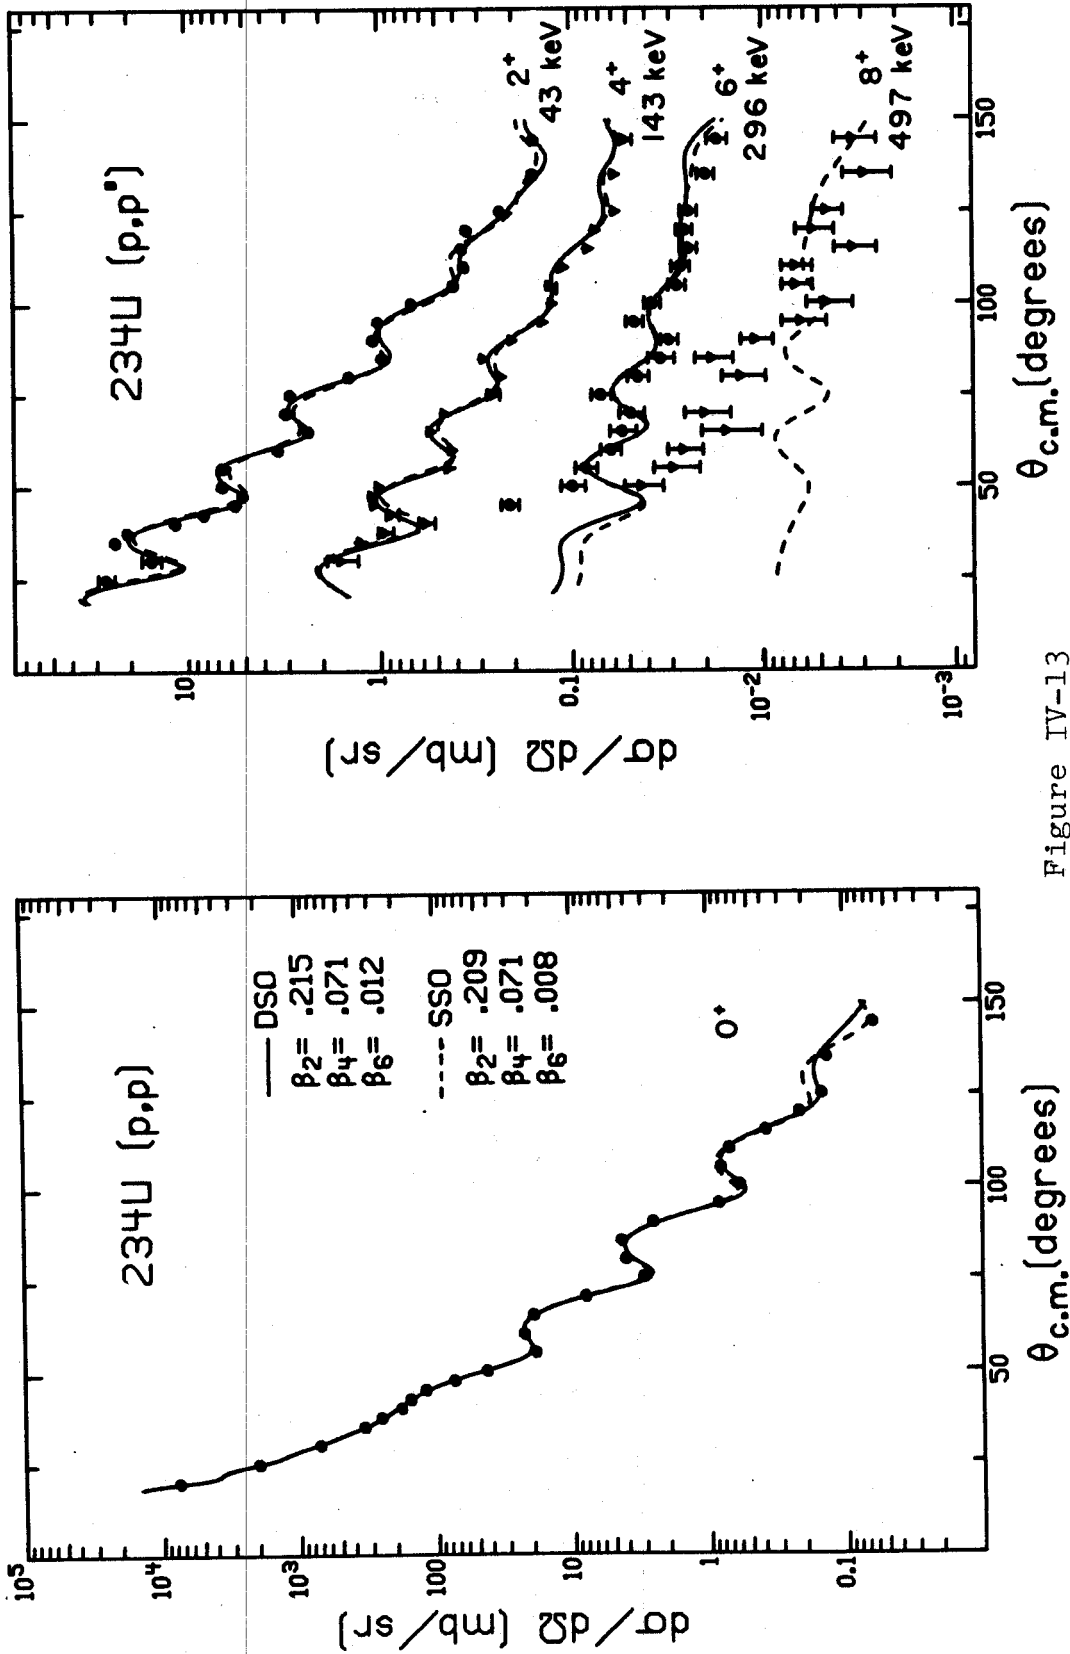 234U (p,p)
DSO
β2= .215
β4= .071
β6= .012
SSO
β2= .209
β4= .071
β6= .008
0+
10^5
10^4
10^3
100
10
1
0.1
dσ/dΩ (mb/sr)
50
100
150
θc.m.(degrees)
234U (p,p')
2+
43 keV
4+
143 keV
6+
296 keV
8+
497 keV
10
1
0.1
10^-2
10^-3
dσ/dΩ (mb/sr)
50
100
150
θc.m.(degrees)
Figure IV-13